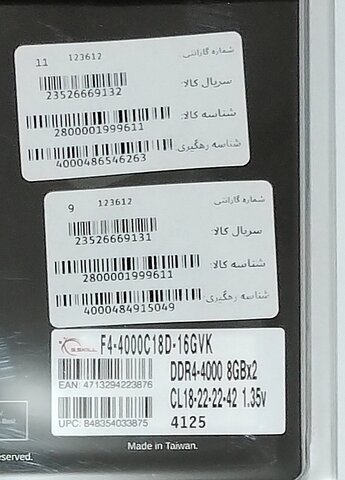 11 123612 شماره گارانتی
سریال کالا:
23526669132
شناسه کالا:
2800001999611
شناسه رهگیری:
4000486546263
9 123612 شماره گارانتی
سریال کالا:
23526669131
شناسه کالا:
2800001999611
شناسه رهگیری:
4000484915049
G.SKILL F4-4000C18D-16GVK
DDR4-4000 8GBx2
EAN: 4713294223876
CL18-22-22-42 1.35v
4125
UPC: 848354033875
Made in Taiwan.
served.